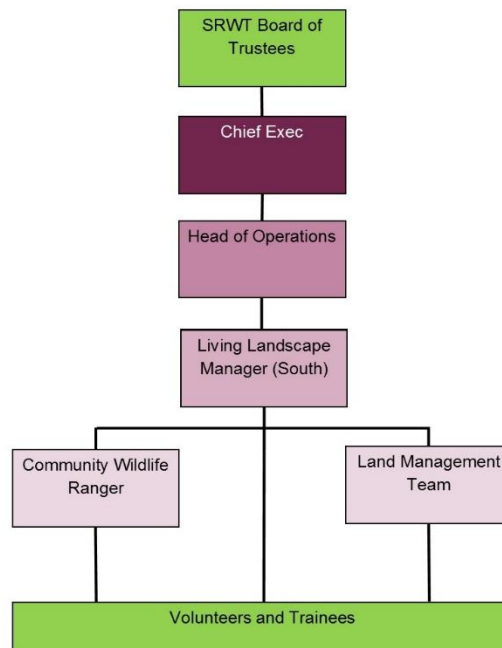 SRWT Board of
Trustees
Chief Exec
Head of Operations
Living Landscape
Manager (South)
Community Wildlife
Ranger
Land Management
Team
Volunteers and Trainees